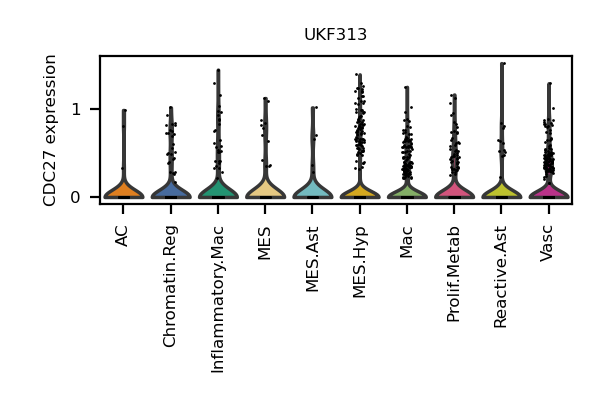 UKF313
CDC27 expression
1
0
AC
Chromatin.Reg
Inflammatory.Mac
MES
MES.Ast
MES.Hyp
Mac
Prolif.Metab
Reactive.Ast
Vasc